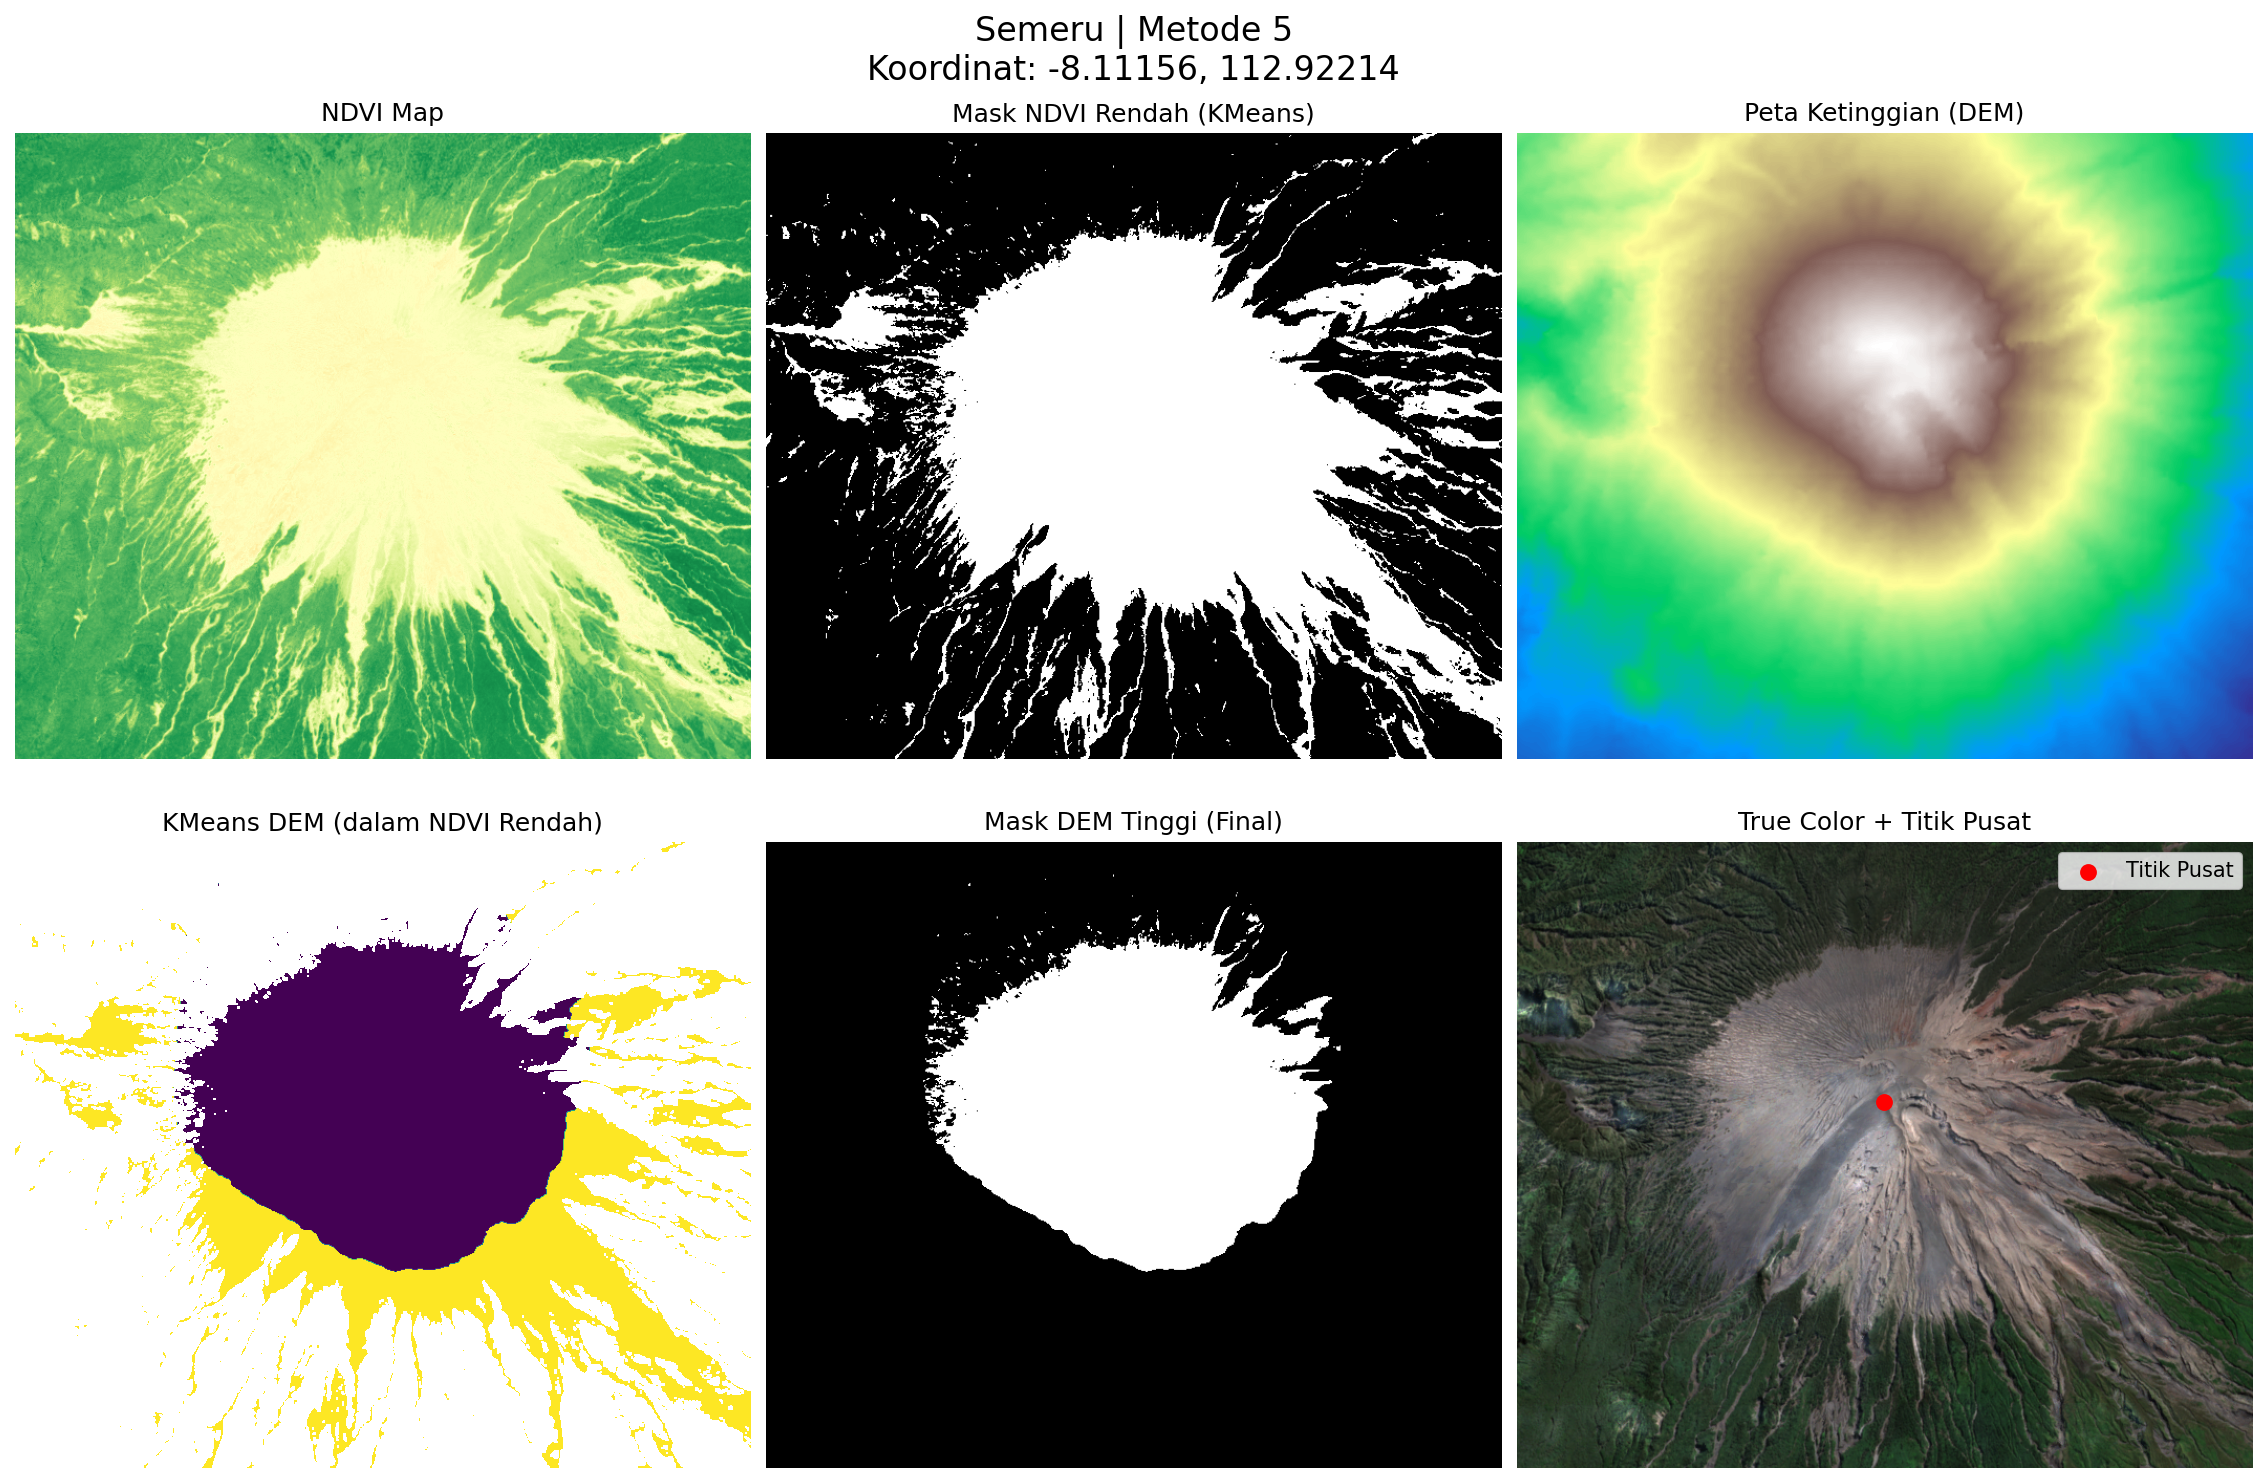 Semeru | Metode 5
Koordinat: -8.11156, 112.92214
NDVI Map
Mask NDVI Rendah (KMeans)
Peta Ketinggian (DEM)
KMeans DEM (dalam NDVI Rendah)
Mask DEM Tinggi (Final)
True Color + Titik Pusat
Titik Pusat